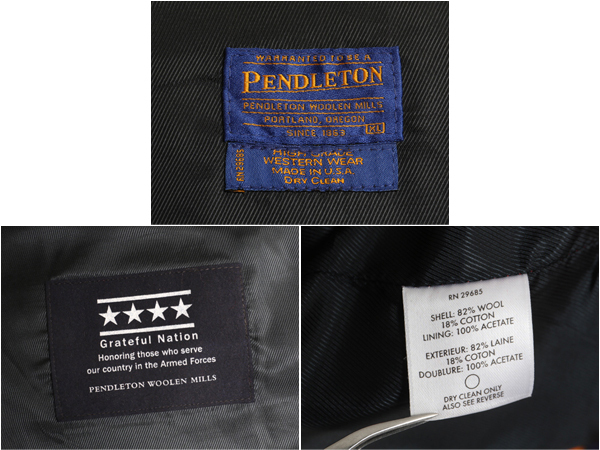 WARRANTED TO BE A
PENDLETON
PENDLETON WOOLEN MILLS
PORTLAND, OREGON
SINCE 1863
XL
HIGH GRADE
WESTERN WEAR
MADE IN U.S.A.
DRY CLEAN
RN 29685
Grateful Nation
Honoring those who serve
our country in the Armed Forces
PENDLETON WOOLEN MILLS
RN 29685
SHELL: 82% WOOL
18% COTTON
LINING: 100% ACETATE
EXTERIEUR: 82% LAINE
18% COTON
DOUBLURE: 100% ACETATE
DRY CLEAN ONLY
ALSO SEE REVERSE